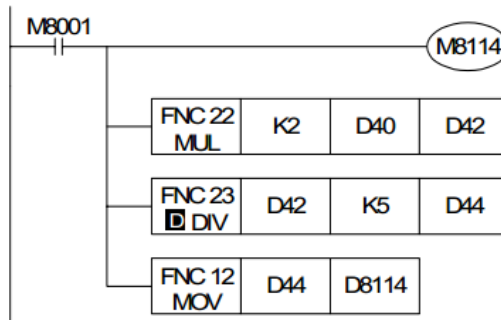 M8001
M8114
FNC 22
MUL
K2
D40
D42
FNC 23
D DIV
D42
K5
D44
FNC 12
MOV
D44
D8114